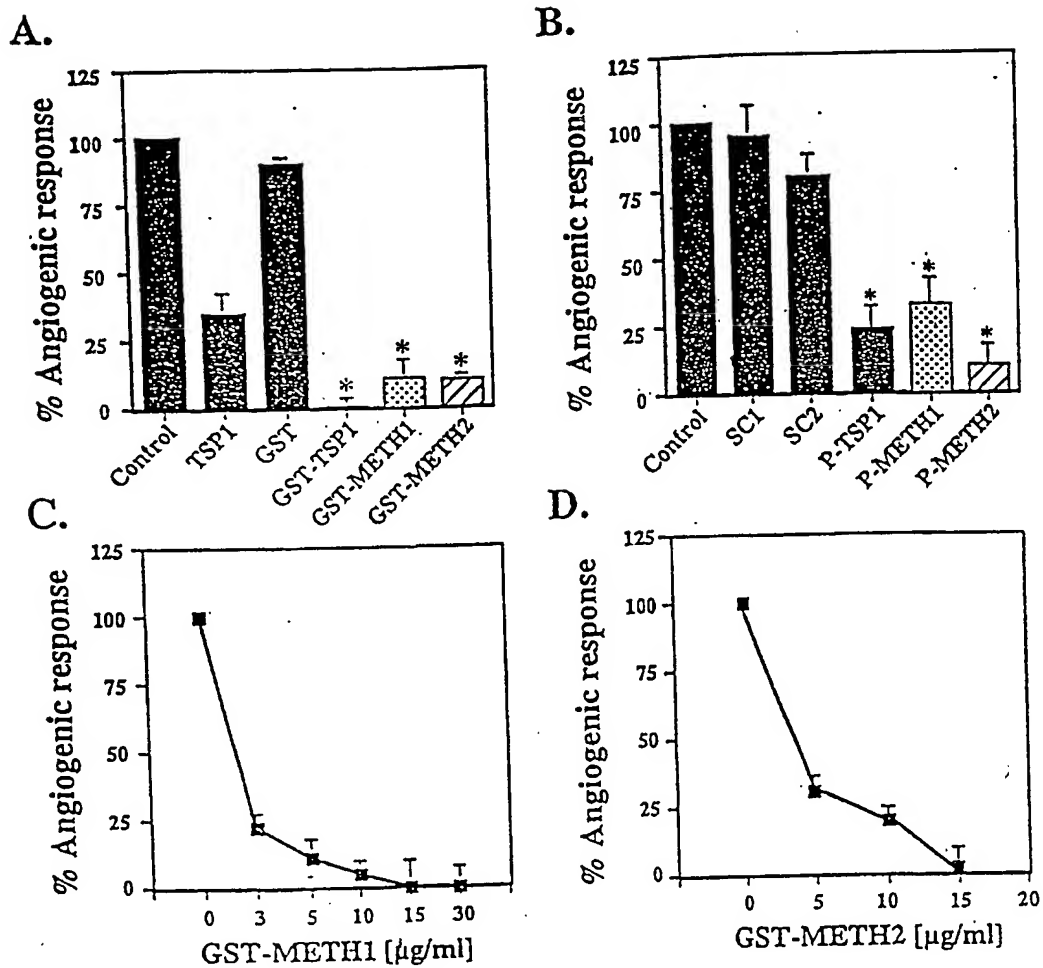 A.
% Angiogenic response
125
100
75
50
25
0
*
*
*
Control
TSP1
GST
GST-TSP1
GST-METH1
GST-METH2
B.
% Angiogenic response
125
100
75
50
25
0
*
*
*
Control
SC1
SC2
P-TSP1
P-METH1
P-METH2
C.
% Angiogenic response
125
100
75
50
25
0
0 3 5 10 15 30
GST-METH1 [µg/ml]
D.
% Angiogenic response
125
100
75
50
25
0
0 5 10 15 20
GST-METH2 [µg/ml]